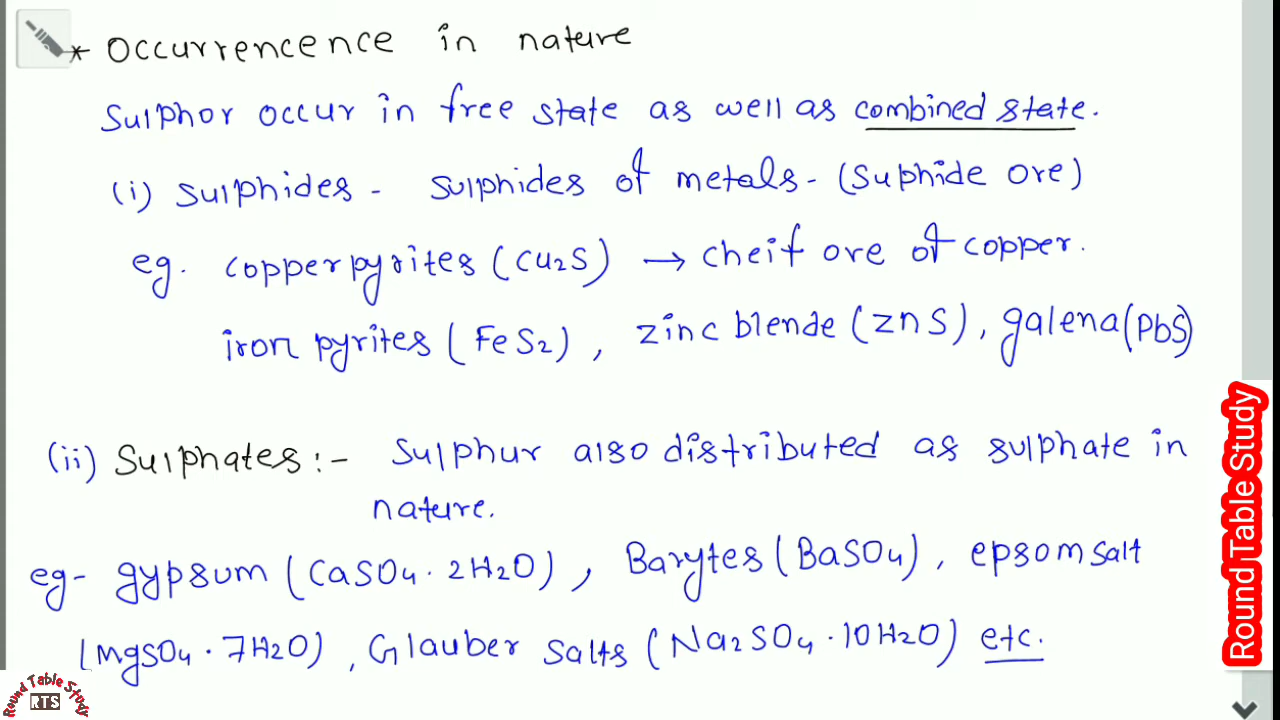 * Occurrencence in nature
Sulphor occur in free state as well as combined state.
(i) Sulphides - sulphides of metals - (Suphide ore)
eg. copper pyrites (Cu2S) → cheif ore of copper.
iron pyrites (FeS2), zinc blende (ZnS), galena (PbS)
(ii) Sulphates :- Sulphur also distributed as sulphate in
nature.
eg- gypsum (CaSO4 · 2H2O), Barytes (BaSO4), epsom salt
(MgSO4 · 7H2O), Glauber salts (Na2SO4 · 10H2O) etc.
Round Table Study
Round Table Study
RTS